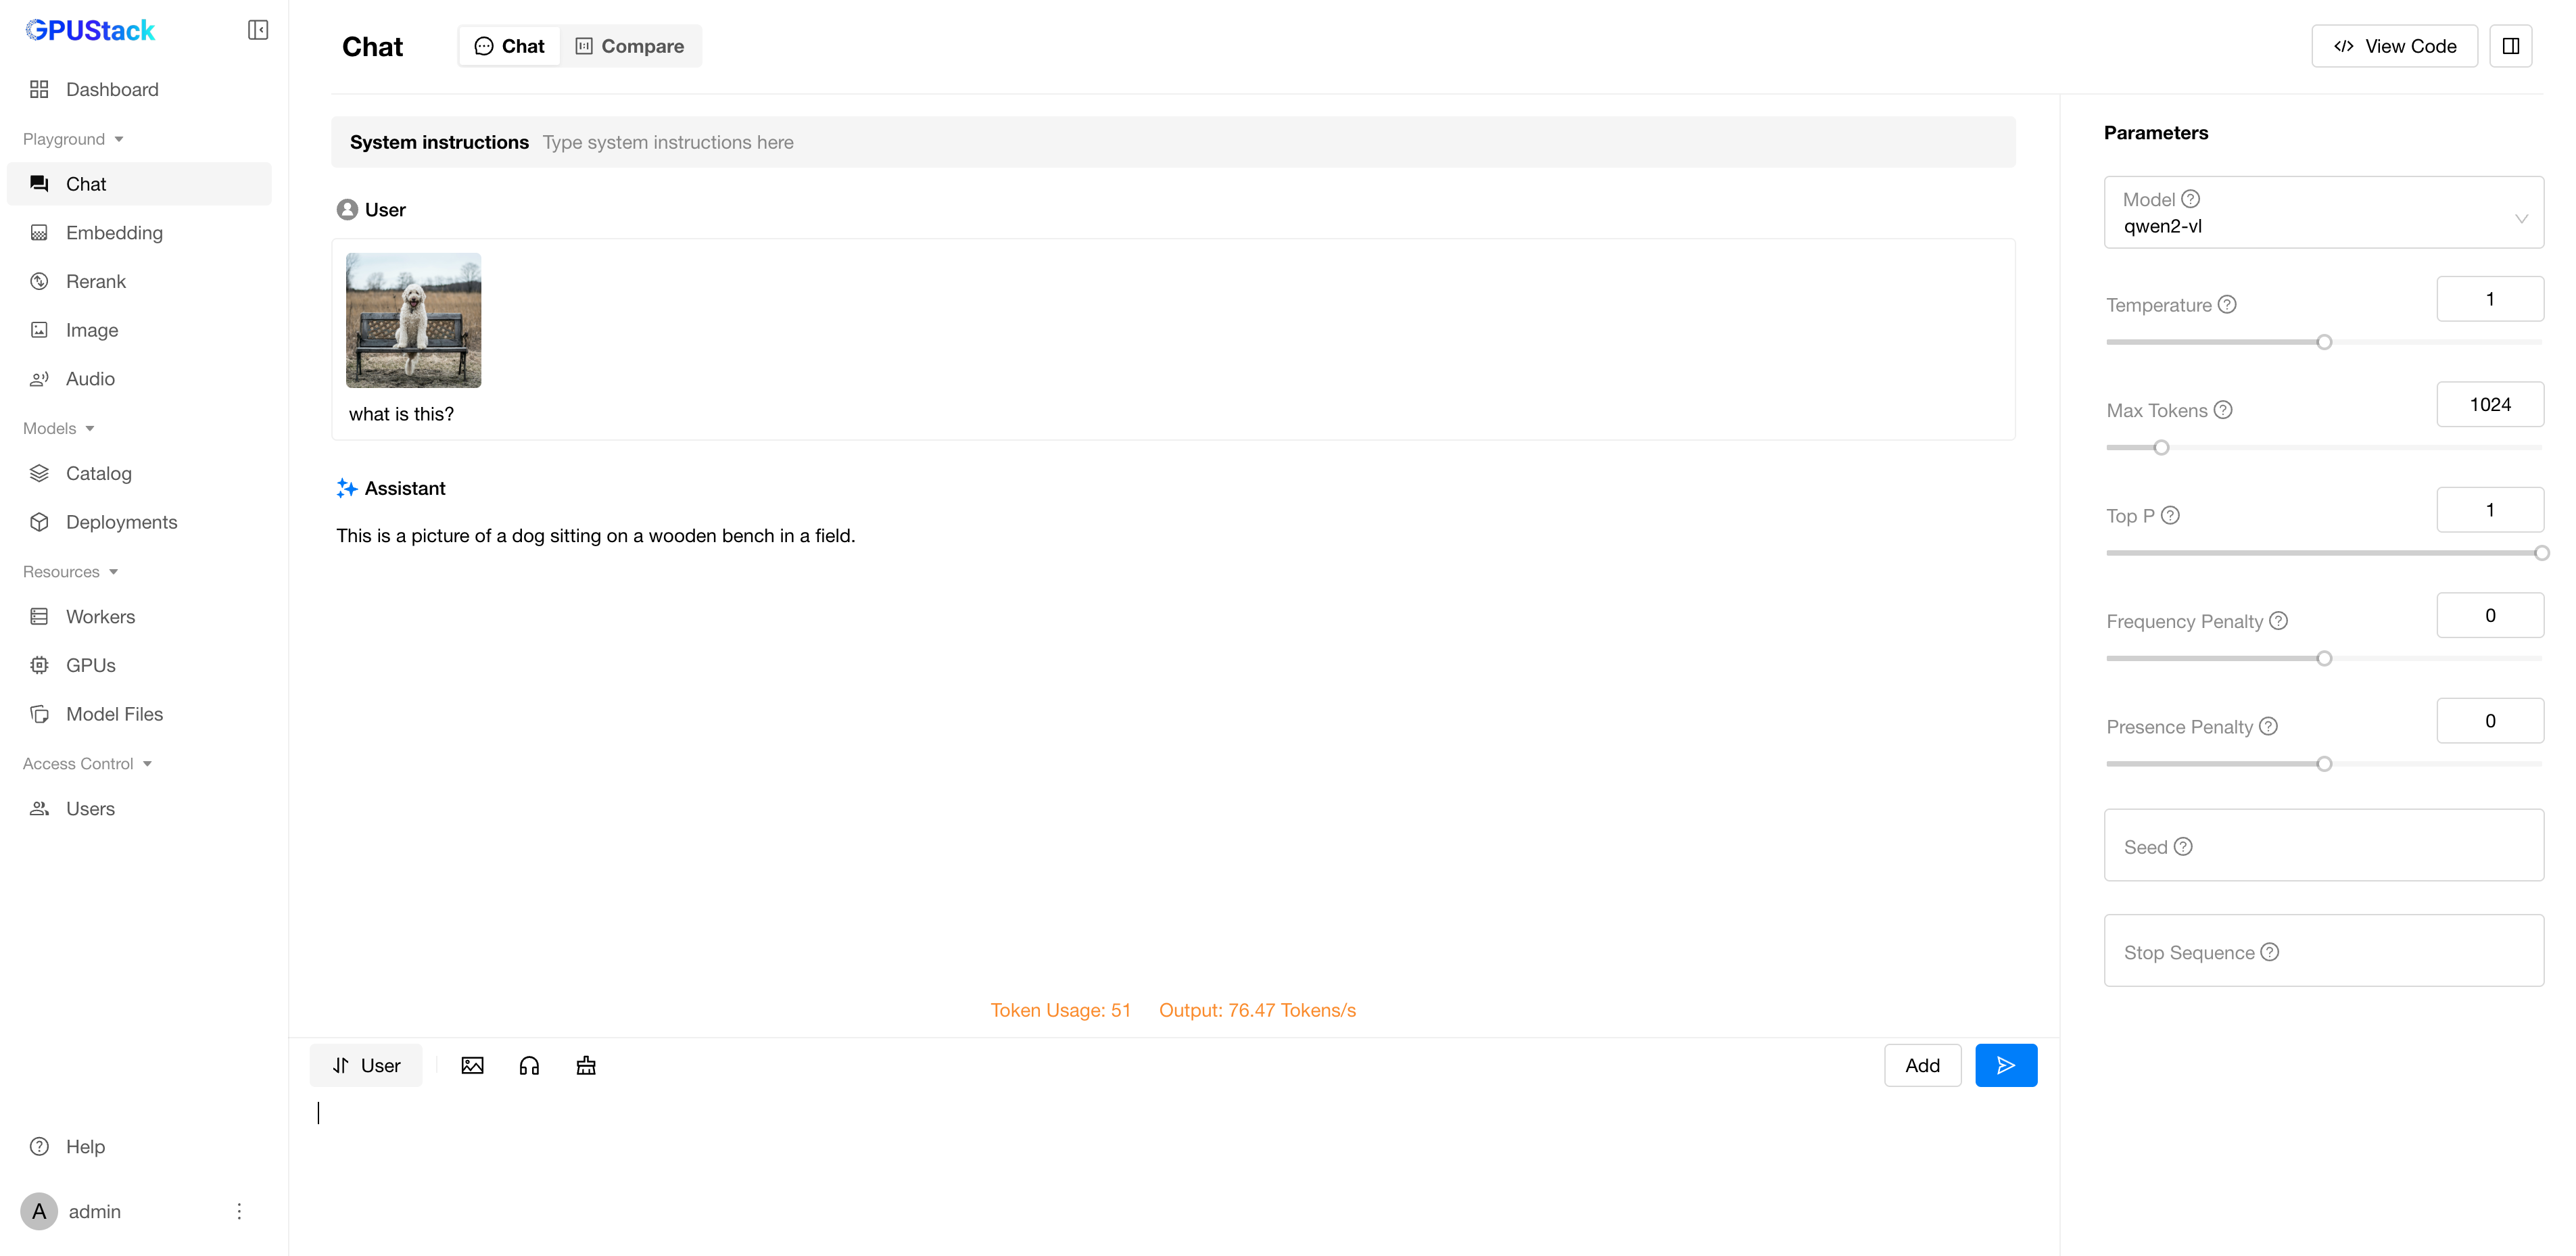 GPUStack
Dashboard
Playground
Chat
Embedding
Rerank
Image
Audio
Models
Catalog
Deployments
Resources
Workers
GPUs
Model Files
Access Control
Users
Help
A admin
Chat
Chat Compare
View Code
System instructions Type system instructions here
User
what is this?
Assistant
This is a picture of a dog sitting on a wooden bench in a field.
Token Usage: 51 Output: 76.47 Tokens/s
User
Add
Parameters
Model
qwen2-vl
Temperature 1
Max Tokens 1024
Top P 1
Frequency Penalty 0
Presence Penalty 0
Seed
Stop Sequence